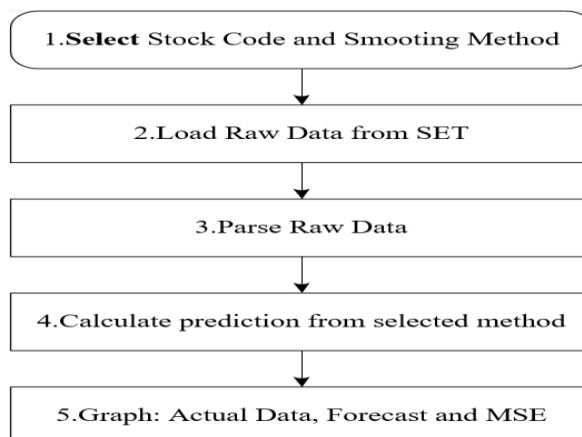 1.Select Stock Code and Smooting Method
2.Load Raw Data from SET
3.Parse Raw Data
4.Calculate prediction from selected method
5.Graph: Actual Data, Forecast and MSE